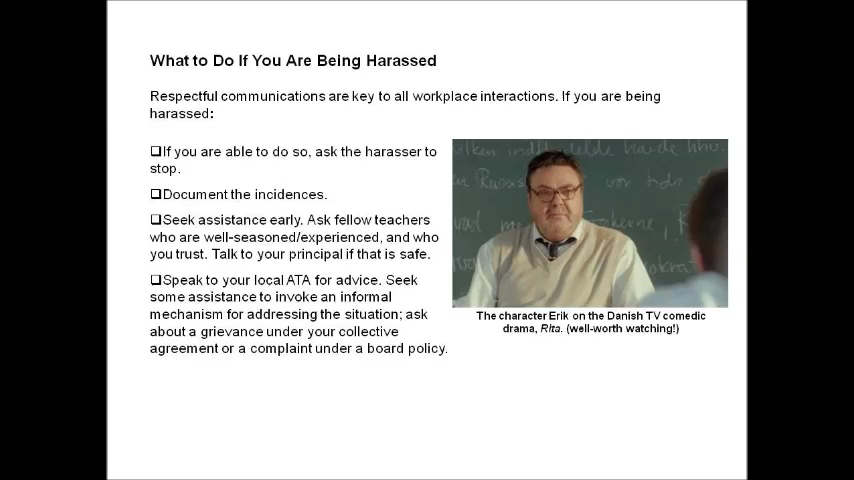 What to Do If You Are Being Harassed
Respectful communications are key to all workplace interactions. If you are being
harassed:
❑If you are able to do so, ask the harasser to
stop.
❑Document the incidences.
❑Seek assistance early. Ask fellow teachers
who are well-seasoned/experienced, and who
you trust. Talk to your principal if that is safe.
❑Speak to your local ATA for advice. Seek
some assistance to invoke an informal
mechanism for addressing the situation; ask
about a grievance under your collective
agreement or a complaint under a board policy.
The character Erik on the Danish TV comedic
drama, Rita. (well-worth watching!)